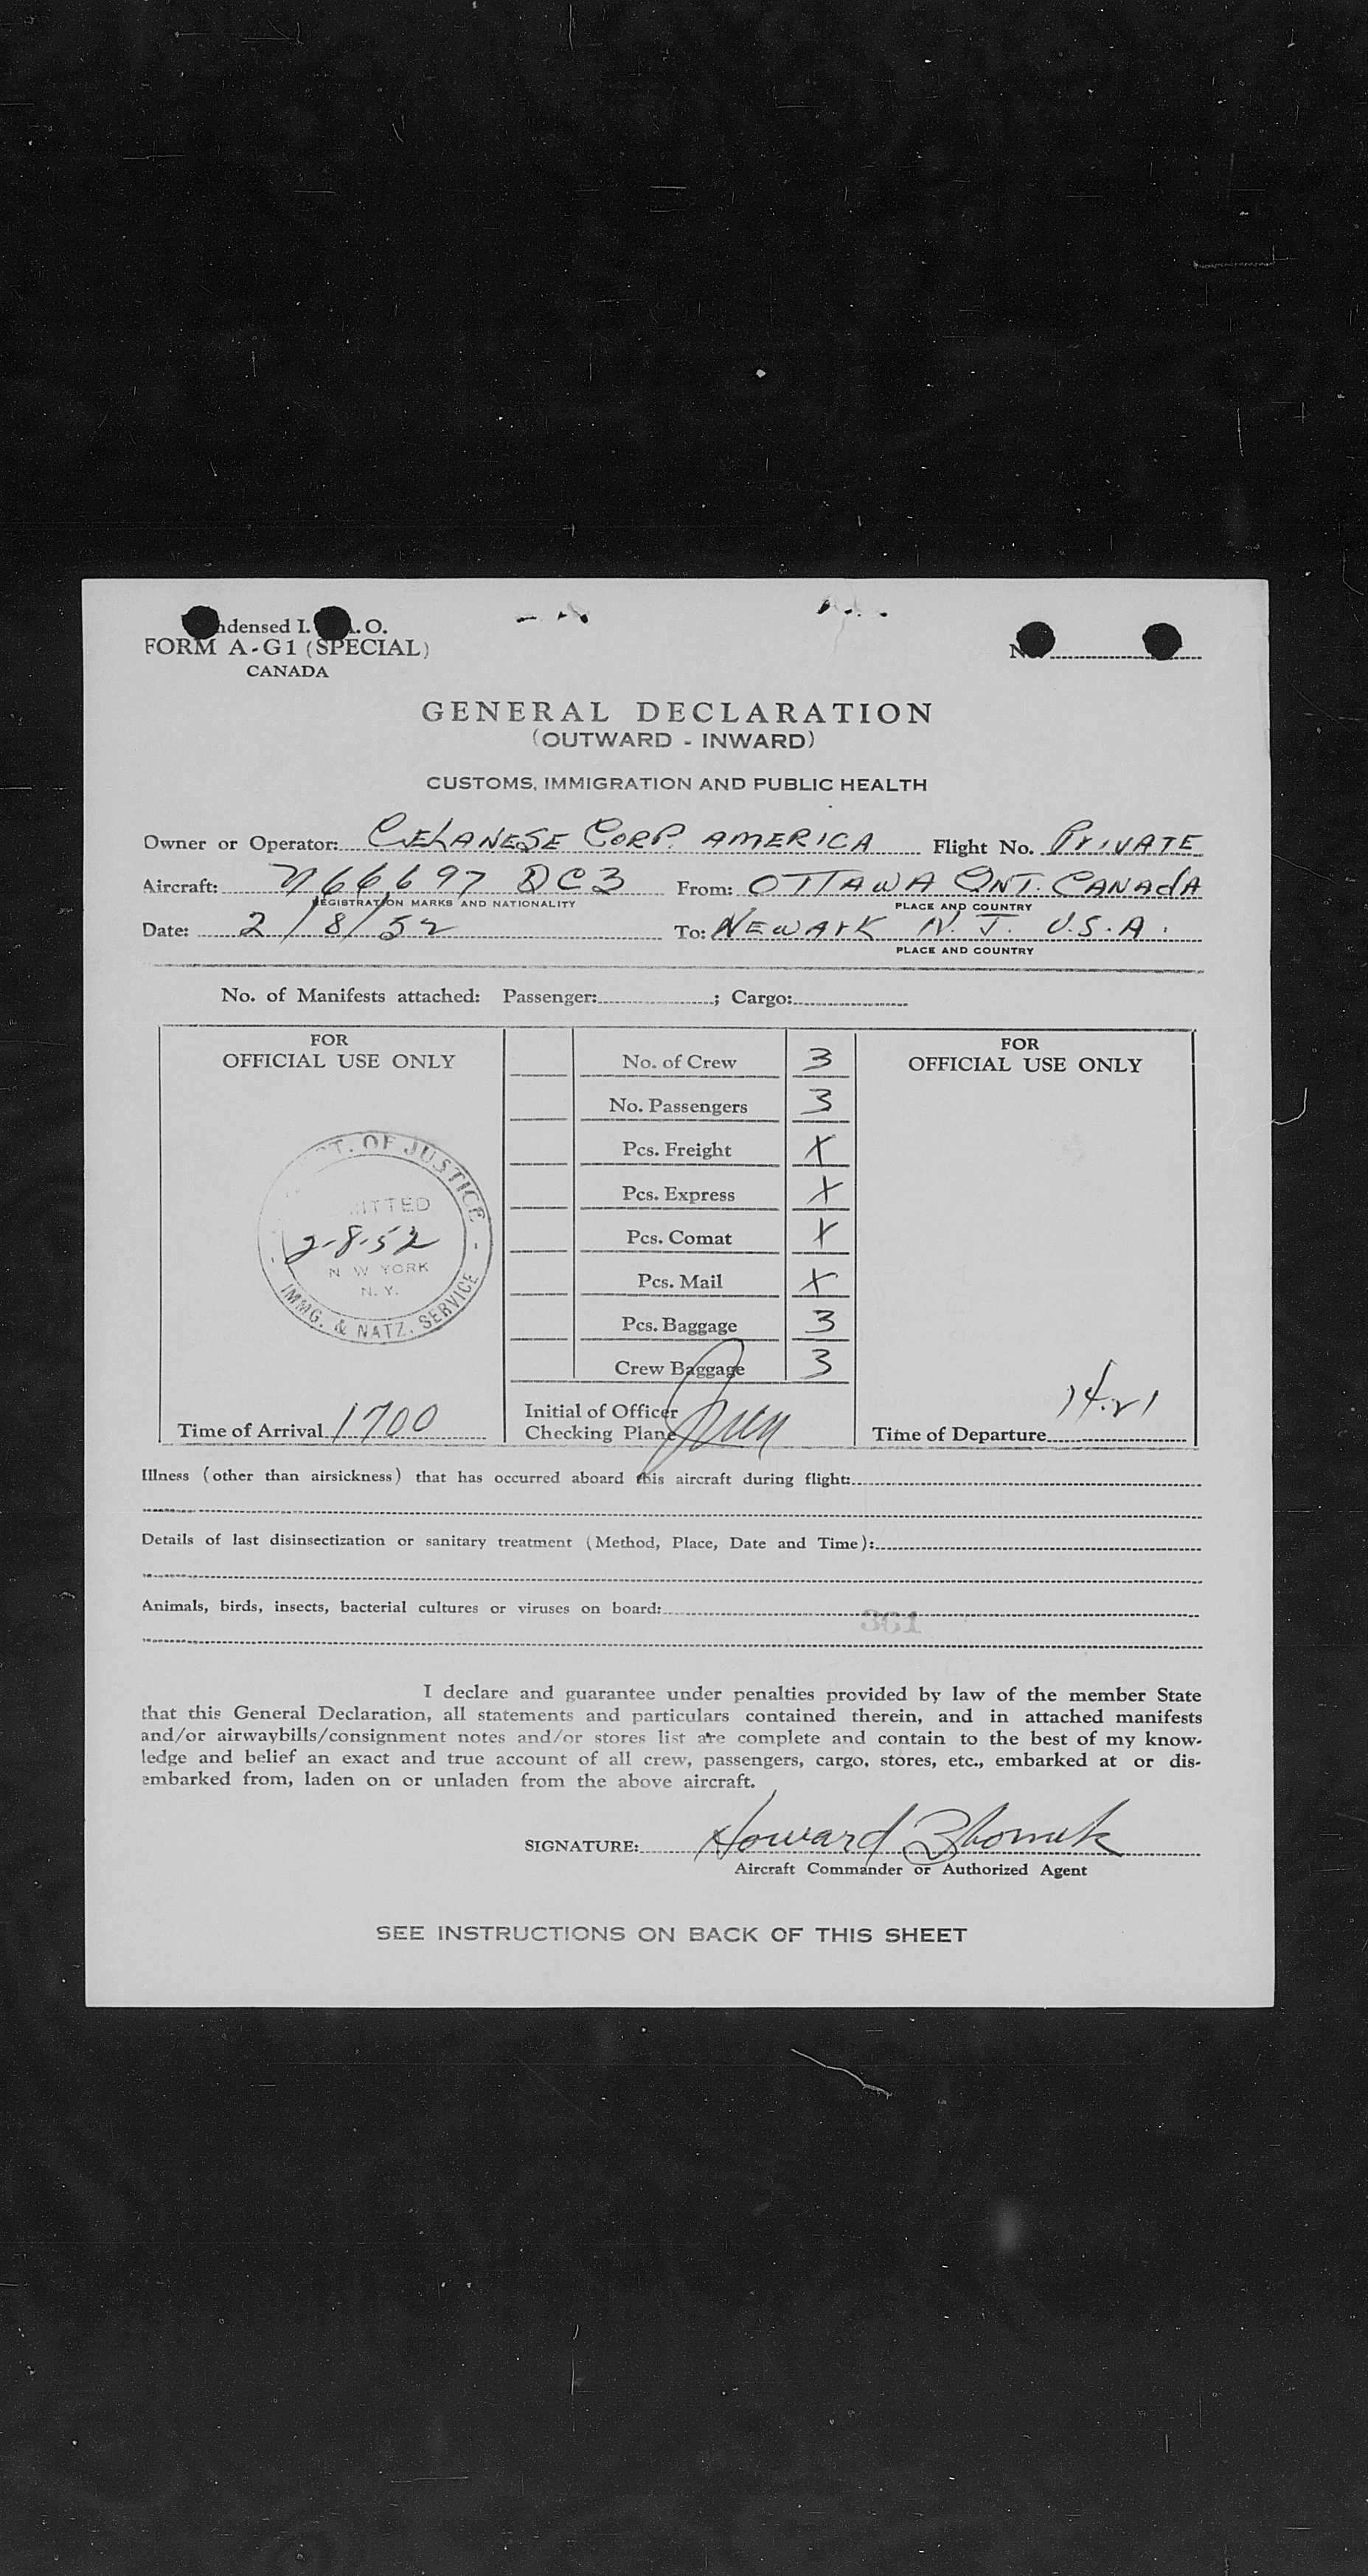 ndensed I. .O.
FORM A-G1 (SPECIAL)
CANADA
GENERAL DECLARATION
(OUTWARD - INWARD)
CUSTOMS, IMMIGRATION AND PUBLIC HEALTH
Owner or Operator: CELANESE CORP. AMERICA Flight No. PRIVATE
Aircraft: N66697 DC3 From: OTTAWA ONT. CANAdA
REGISTRATION MARKS AND NATIONALITY PLACE AND COUNTRY
Date: 2/8/52 To: NEWARK N.J. U.S.A.
PLACE AND COUNTRY
No. of Manifests attached: Passenger: ; Cargo:
FOR
OFFICIAL USE ONLY
T. OF JUSTICE
ITTED
2-8-52
N W YORK
N. Y.
IMMG. & NATZ. SERVICE
Time of Arrival 1700
No. of Crew 3
No. Passengers 3
Pcs. Freight X
Pcs. Express X
Pcs. Comat X
Pcs. Mail X
Pcs. Baggage 3
Crew Baggage 3
Initial of Officer
Checking Plane
FOR
OFFICIAL USE ONLY
14.21
Time of Departure
Illness (other than airsickness) that has occurred aboard this aircraft during flight:
Details of last disinsectization or sanitary treatment (Method, Place, Date and Time):
Animals, birds, insects, bacterial cultures or viruses on board:
361
I declare and guarantee under penalties provided by law of the member State
that this General Declaration, all statements and particulars contained therein, and in attached manifests
and/or airwaybills/consignment notes and/or stores list are complete and contain to the best of my know-
ledge and belief an exact and true account of all crew, passengers, cargo, stores, etc., embarked at or dis-
embarked from, laden on or unladen from the above aircraft.
SIGNATURE: Howard
Aircraft Commander or Authorized Agent
SEE INSTRUCTIONS ON BACK OF THIS SHEET